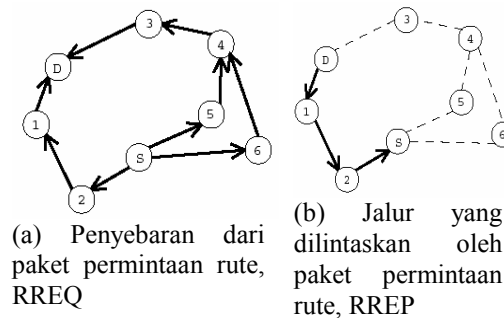 3
4
D
1
5
S
6
2
(a) Penyebaran dari
paket permintaan rute,
RREQ
3
4
D
1
5
S
6
2
(b) Jalur yang
dilintaskan oleh
paket permintaan
rute, RREP